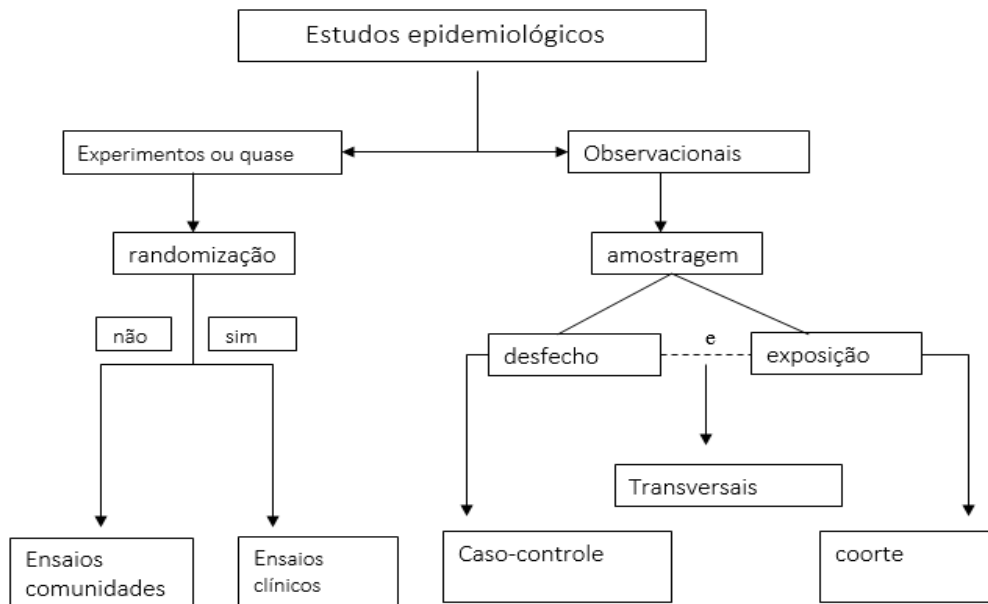 Estudos epidemiológicos
Experimentos ou quase
Observacionais
randomização
amostragem
não
sim
desfecho
e
exposição
Transversais
Ensaios
comunidades
Ensaios
clínicos
Caso-controle
coorte